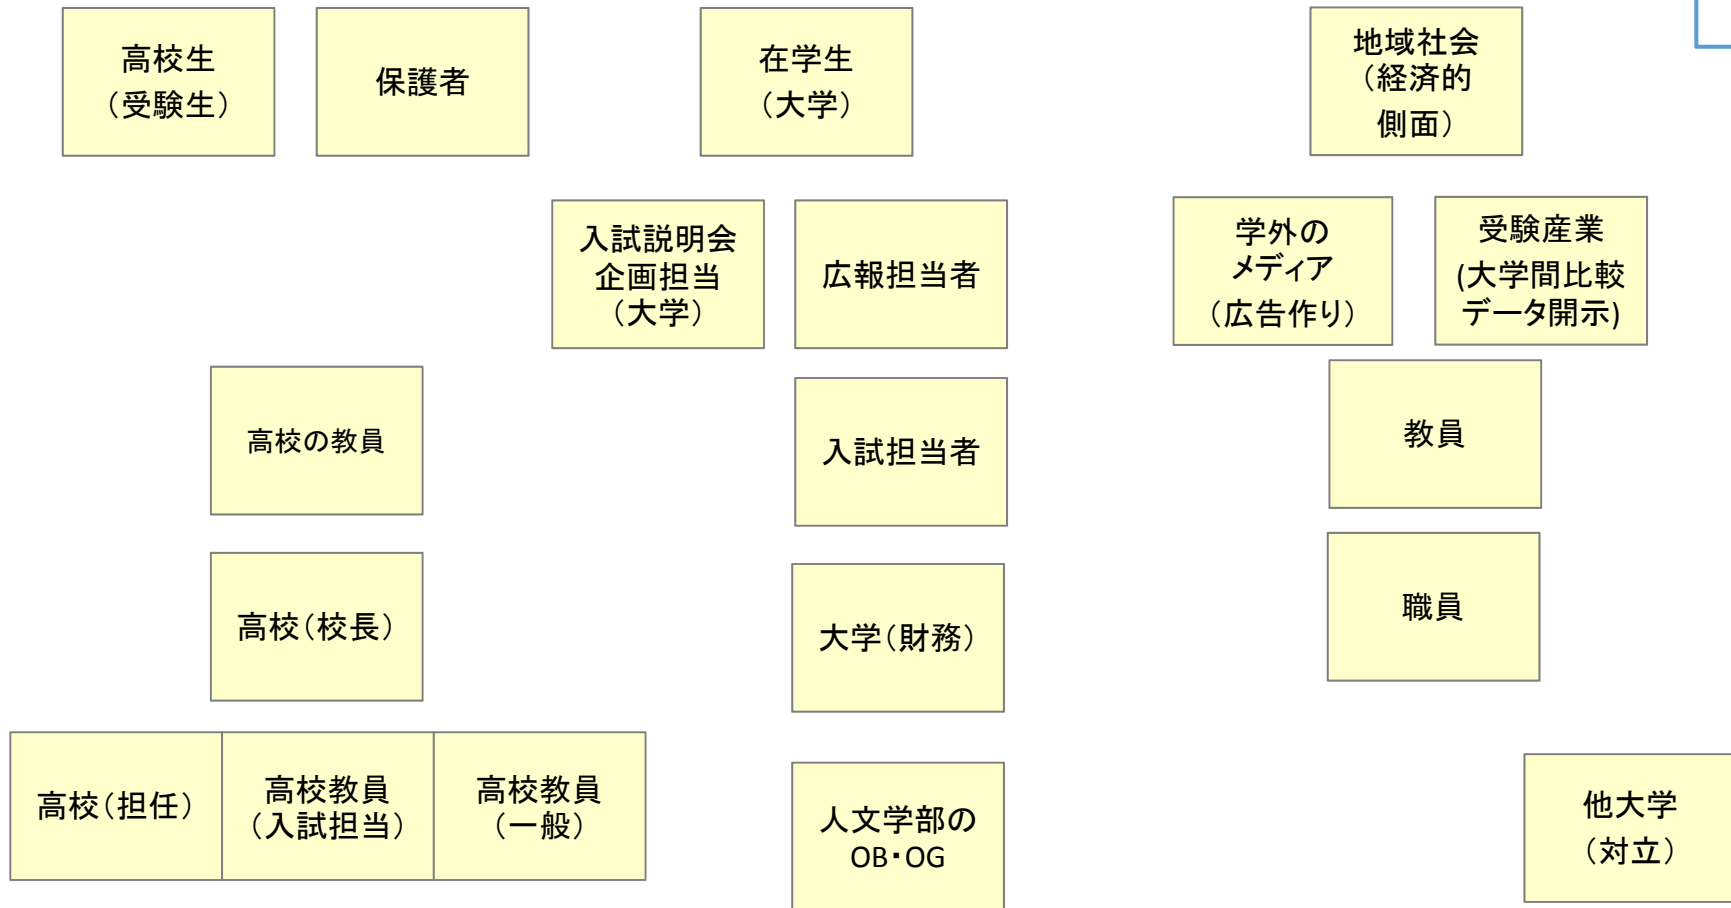 高校生
（受験生）
保護者
在学生
（大学）
地域社会
（経済的
側面）
入試説明会
企画担当
（大学）
広報担当者
学外の
メディア
（広告作り）
受験産業
(大学間比較
データ開示)
高校の教員
入試担当者
教員
高校（校長）
大学（財務）
職員
高校（担任）
高校教員
（入試担当）
高校教員
（一般）
人文学部の
OB・OG
他大学
（対立）